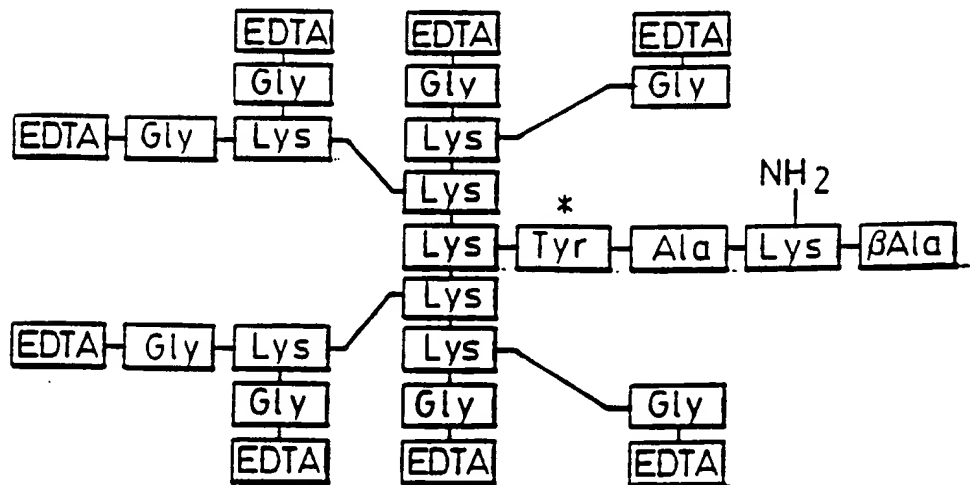 EDTA EDTA EDTA
Gly Gly Gly
EDTA Gly Lys Lys
Lys NH2
*
Lys Tyr Ala Lys βAla
Lys
EDTA Gly Lys Lys
Gly Gly Gly
EDTA EDTA EDTA